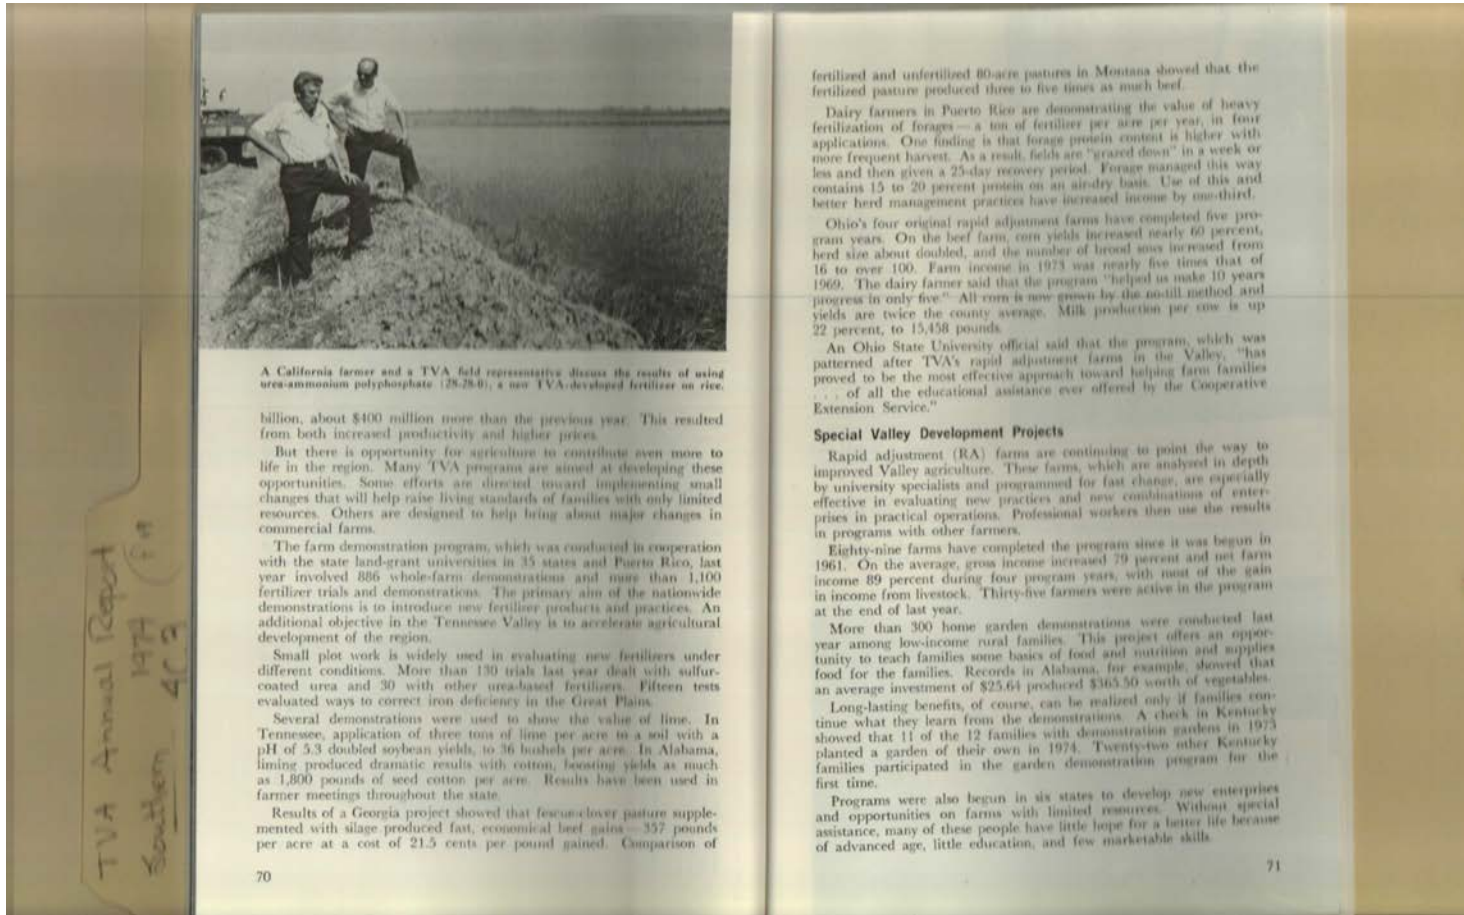 TVA Annual Report
1974
Southern
4C3
A California farmer and a TVA field representative discuss the results of using
urea-ammonium polyphosphate (28-28-0), a new TVA-developed fertilizer on rice.
billion, about $400 million more than the previous year. This resulted
from both increased productivity and higher prices.
But there is opportunity for agriculture to contribute even more to
life in the region. Many TVA programs are aimed at developing these
opportunities. Some efforts are directed toward implementing small
changes that will help raise living standards of families with only limited
resources. Others are designed to help bring about major changes in
commercial farms.
The farm demonstration program, which was conducted in cooperation
with the state land-grant universities in 35 states and Puerto Rico, last
year involved 886 whole-farm demonstrations and more than 1,100
fertilizer trials and demonstrations. The primary aim of the nationwide
demonstrations is to introduce new fertilizer products and practices. An
additional objective in the Tennessee Valley is to accelerate agricultural
development of the region.
Small plot work is widely used in evaluating new fertilizers under
different conditions. More than 130 trials last year dealt with sulfur-
coated urea and 30 with other urea-based fertilizers. Fifteen tests
evaluated ways to correct iron deficiency in the Great Plains.
Several demonstrations were used to show the value of lime. In
Tennessee, application of three tons of lime per acre to a soil with a
pH of 5.3 doubled soybean yields, to 36 bushels per acre. In Alabama,
liming produced dramatic results with cotton, boosting yields as much
as 1,800 pounds of seed cotton per acre. Results have been used in
farmer meetings throughout the state.
Results of a Georgia project showed that fescue-clover pasture supple-
mented with silage produced fast, economical beef gains—357 pounds
per acre at a cost of 21.5 cents per pound gained. Comparison of
70
fertilized and unfertilized 80-acre pastures in Montana showed that the
fertilized pasture produced three to five times as much beef.
Dairy farmers in Puerto Rico are demonstrating the value of heavy
fertilization of forages—a ton of fertilizer per acre per year, in four
applications. One finding is that forage protein content is higher with
more frequent harvest. As a result, fields are "grazed down" in a week or
less and then given a 25-day recovery period. Forage managed this way
contains 15 to 20 percent protein on an air-dry basis. Use of this and
better herd management practices have increased income by one-third.
Ohio's four original rapid adjustment farms have completed five pro-
gram years. On the beef farm, corn yields increased nearly 60 percent,
herd size about doubled, and the number of brood sows increased from
16 to over 100. Farm income in 1973 was nearly five times that of
1969. The dairy farmer said that the program "helped us make 10 years
progress in only five." All corn is now grown by the no-till method and
yields are twice the county average. Milk production per cow is up
22 percent, to 15,458 pounds.
An Ohio State University official said that the program, which was
patterned after TVA's rapid adjustment farms in the Valley, "has
proved to be the most effective approach toward helping farm families
. . . of all the educational assistance ever offered by the Cooperative
Extension Service."
Special Valley Development Projects
Rapid adjustment (RA) farms are continuing to point the way to
improved Valley agriculture. These farms, which are analyzed in depth
by university specialists and programmed for fast change, are especially
effective in evaluating new practices and new combinations of enter-
prises in practical operations. Professional workers then use the results
in programs with other farmers.
Eighty-nine farms have completed the program since it was begun in
1961. On the average, gross income increased 79 percent and net farm
income 89 percent during four program years, with most of the gain
in income from livestock. Thirty-five farmers were active in the program
at the end of last year.
More than 300 home garden demonstrations were conducted last
year among low-income rural families. This project offers an oppor-
tunity to teach families some basics of food and nutrition and supplies
food for the families. Records in Alabama, for example, showed that
an average investment of $25.64 produced $365.50 worth of vegetables.
Long-lasting benefits, of course, can be realized only if families con-
tinue what they learn from the demonstrations. A check in Kentucky
showed that 11 of the 12 families with demonstration gardens in 1973
planted a garden of their own in 1974. Twenty-two other Kentucky
families participated in the garden demonstration program for the
first time.
Programs were also begun in six states to develop new enterprises
and opportunities on farms with limited resources. Without special
assistance, many of these people have little hope for a better life because
of advanced age, little education, and few marketable skills.
71